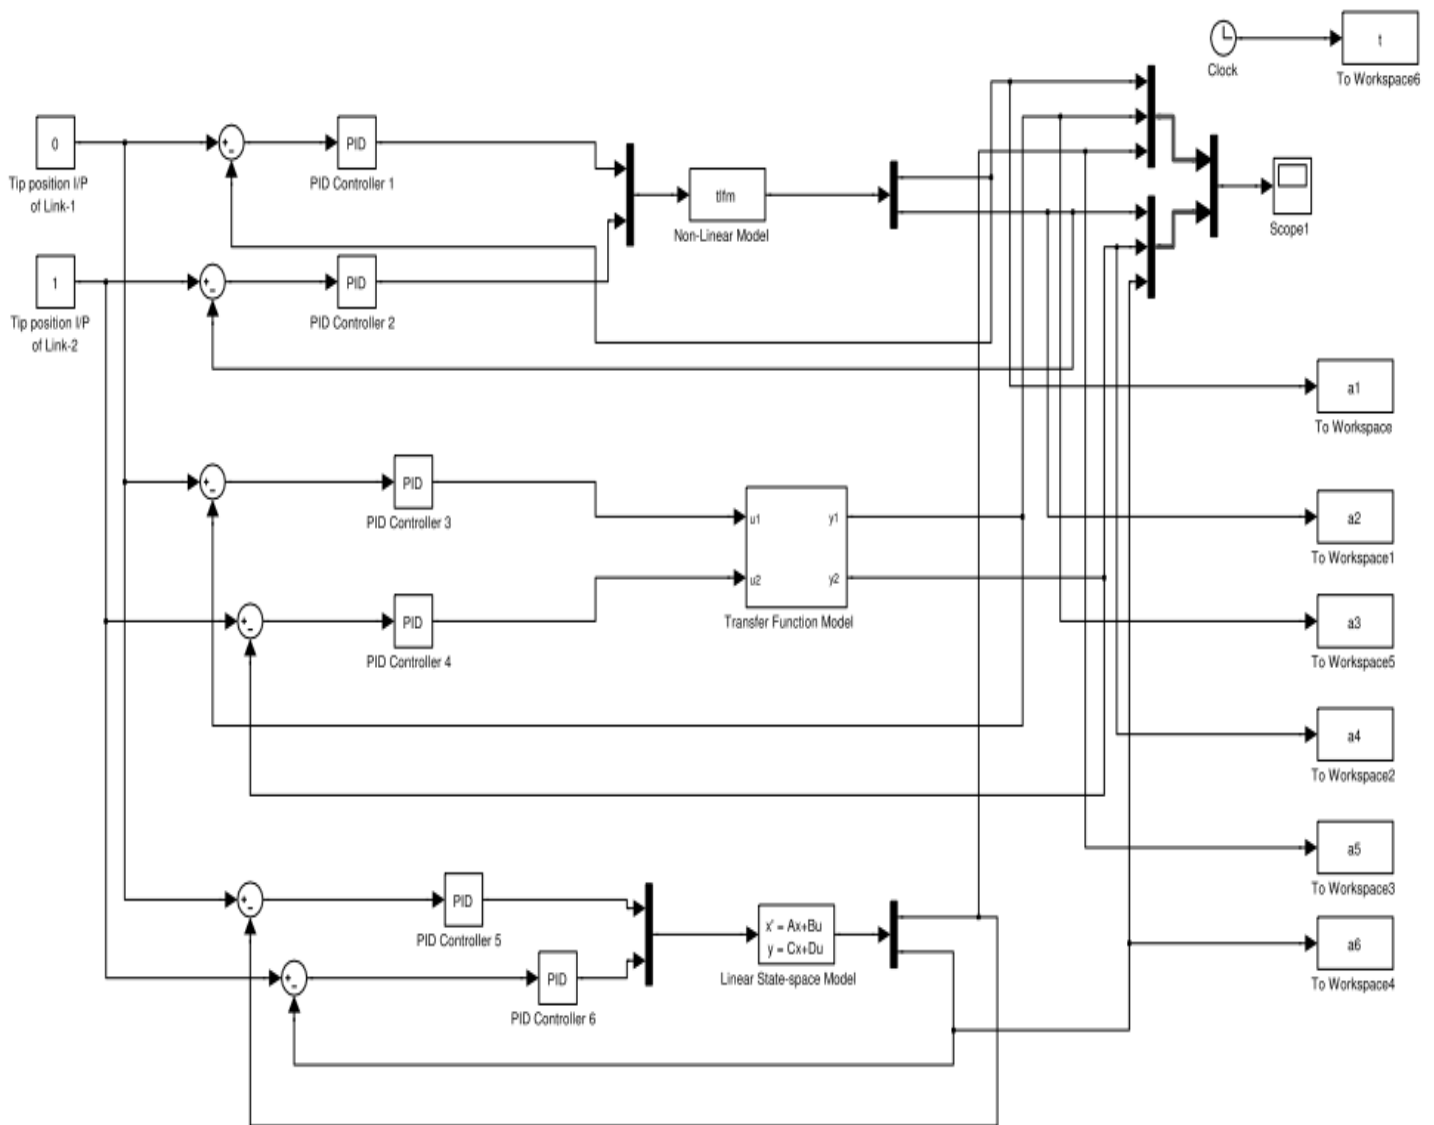 t
Clock
To Workspace6
0
+
-
PID
Tip position I/P
of Link-1
PID Controller 1
tlfm
Non-Linear Model
Scope1
1
+
-
PID
Tip position I/P
of Link-2
PID Controller 2
a1
To Workspace
+
-
PID
PID Controller 3
u1
y1
u2
y2
Transfer Function Model
a2
To Workspace1
+
-
PID
PID Controller 4
a3
To Workspace5
a4
To Workspace2
a5
To Workspace3
+
-
PID
PID Controller 5
x' = Ax+Bu
y = Cx+Du
Linear State-space Model
+
-
PID
PID Controller 6
a6
To Workspace4